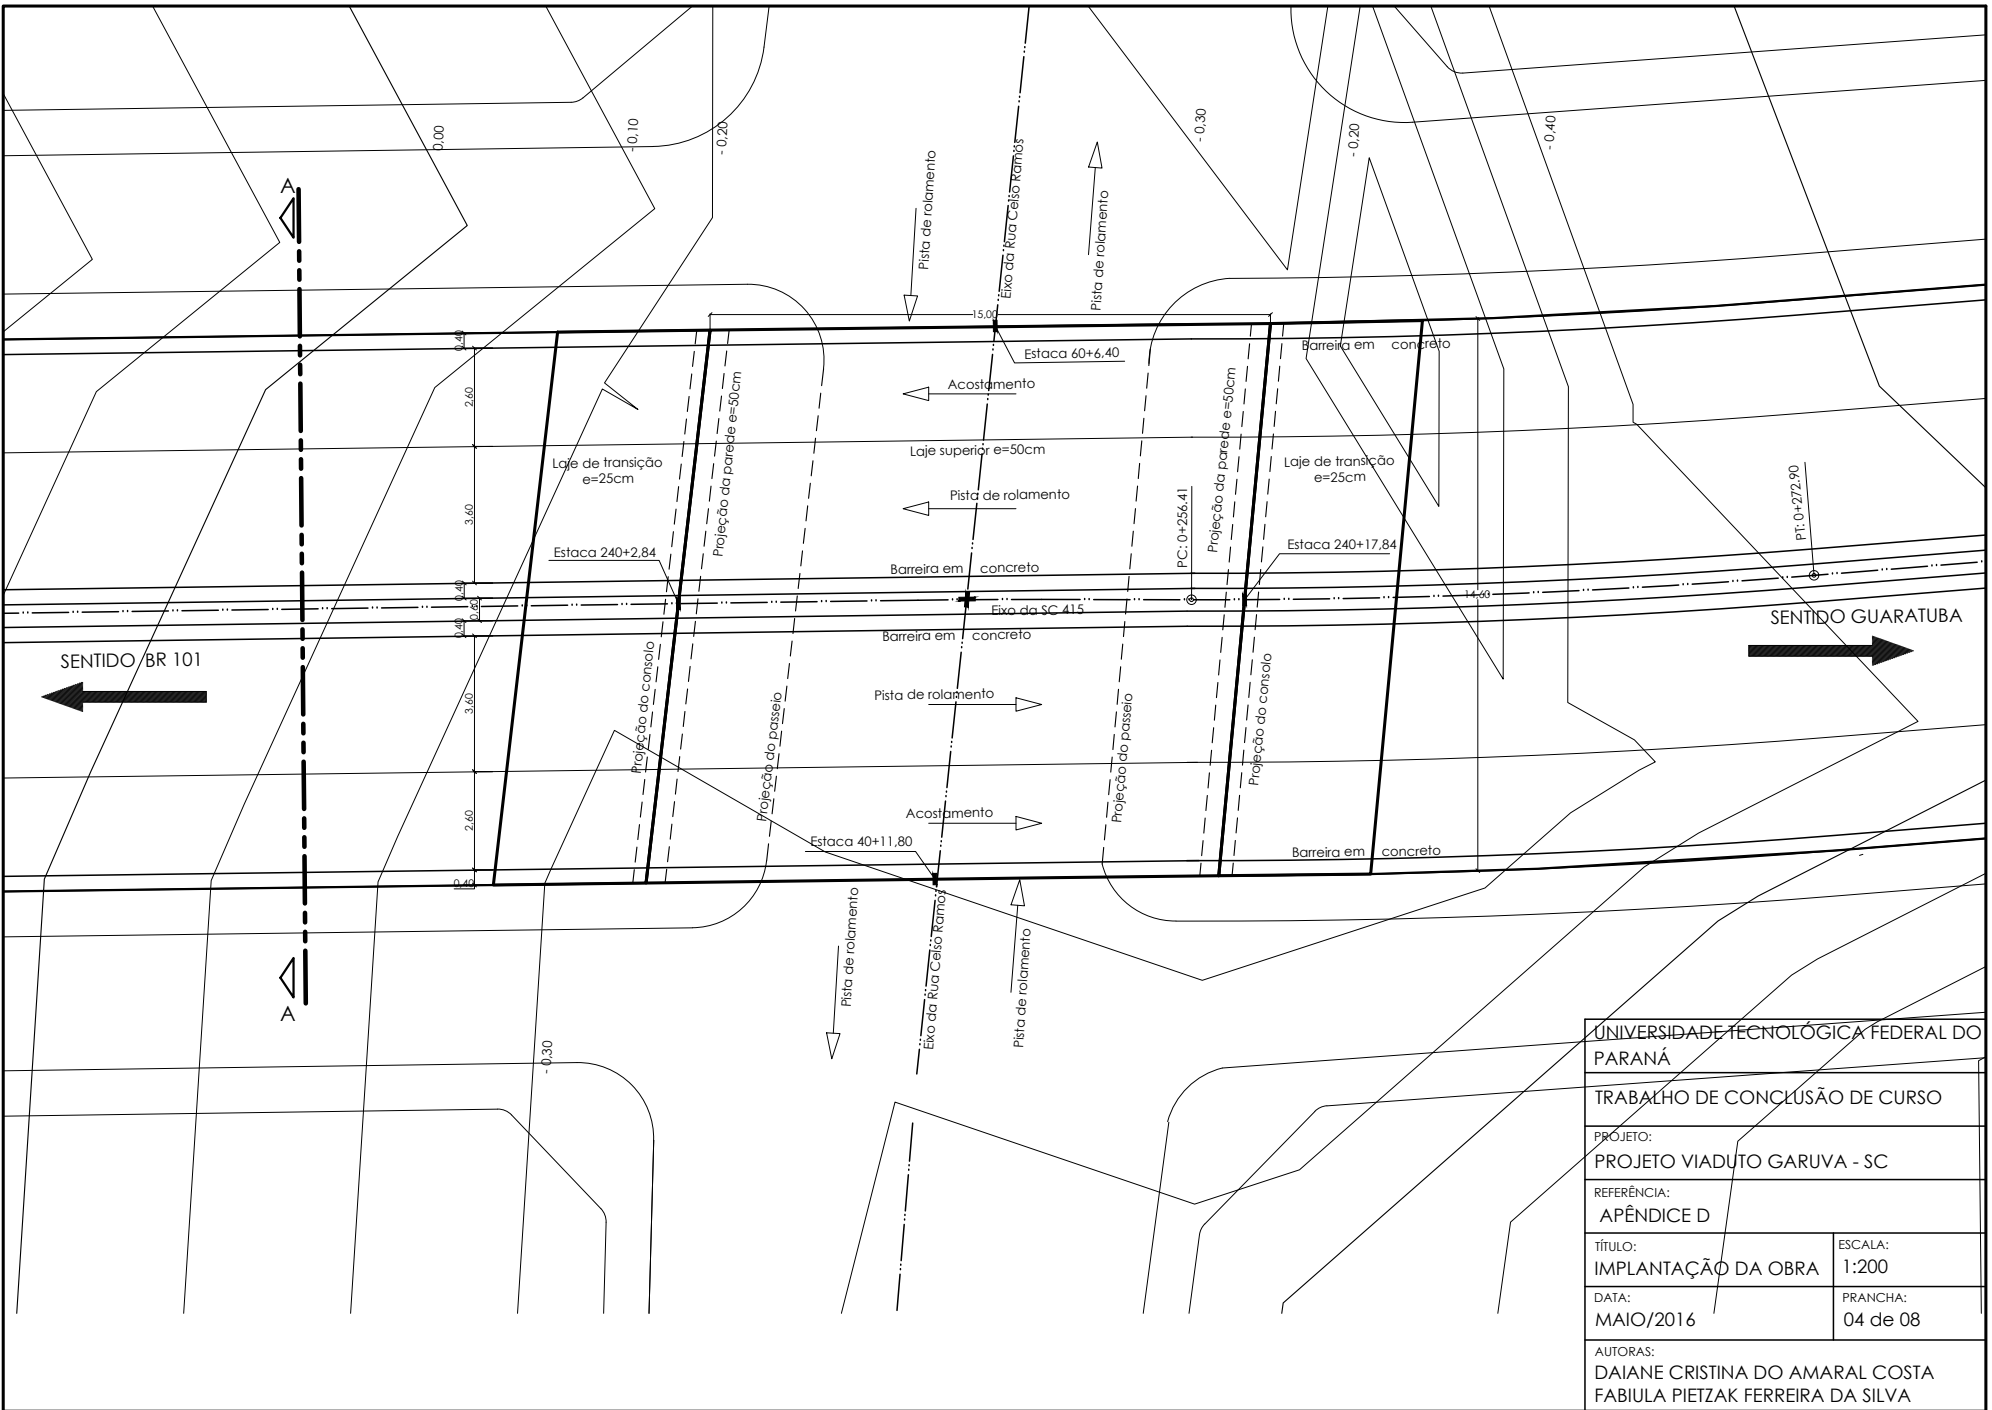 0,00
- 0,10
- 0,20
- 0,30
- 0,20
- 0,40
A
Pista de rolamento
Eixo da Rua Celso Ramos
Pista de rolamento
15,00
Estaca 60+6,40
Barreira em concreto
0,40
2,60
3,60
0,40
0,60
0,40
3,60
2,60
0,40
Acostamento
Laje superior e=50cm
Laje de transição
e=25cm
Projeção da parede e=50cm
Projeção da parede e=50cm
Laje de transição
e=25cm
Pista de rolamento
PC: 0+256.41
PT: 0+272.90
Estaca 240+2,84
Estaca 240+17,84
Barreira em concreto
Eixo da SC 415
14,60
Barreira em concreto
SENTIDO BR 101
SENTIDO GUARATUBA
Projeção do consolo
Projeção do passeio
Pista de rolamento
Projeção do passeio
Projeção do consolo
Acostamento
Estaca 40+11,80
Barreira em concreto
Pista de rolamento
Eixo da Rua Celso Ramos
Pista de rolamento
A
- 0,30
UNIVERSIDADE TECNOLÓGICA FEDERAL DO
PARANÁ
TRABALHO DE CONCLUSÃO DE CURSO
PROJETO:
PROJETO VIADUTO GARUVA - SC
REFERÊNCIA:
APÊNDICE D
TÍTULO:
IMPLANTAÇÃO DA OBRA
ESCALA:
1:200
DATA:
MAIO/2016
PRANCHA:
04 de 08
AUTORAS:
DAIANE CRISTINA DO AMARAL COSTA
FABIULA PIETZAK FERREIRA DA SILVA